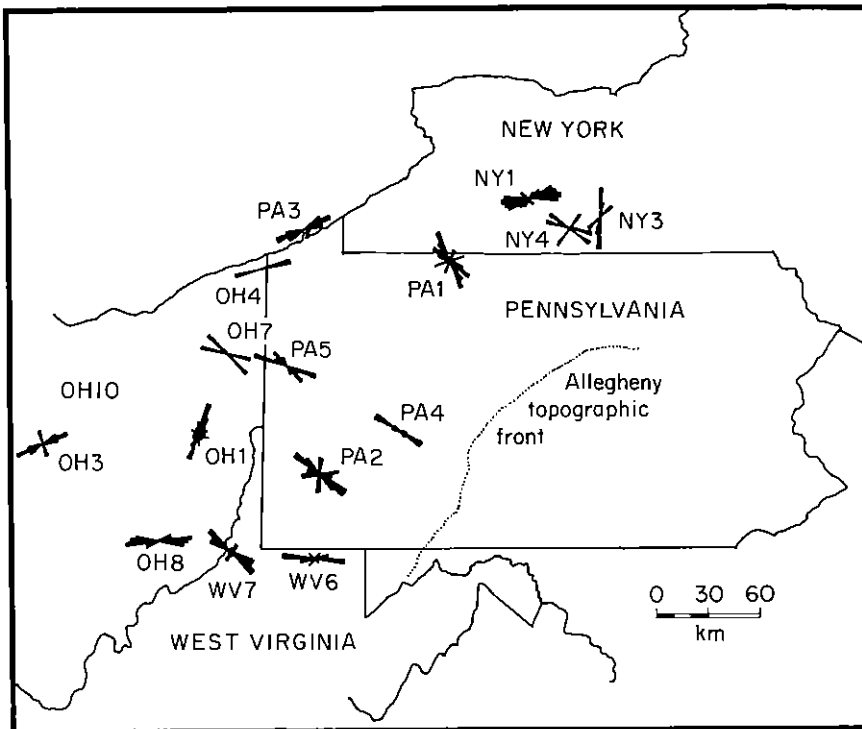 NEW YORK
NY1
PA3
NY3
NY4
OH4
PA1
PENNSYLVANIA
OH7
PA5
OH10
Allegheny
topographic
front
PA4
OH3
OH1
PA2
OH8
WV7
WV6
0 30 60
km
WEST VIRGINIA